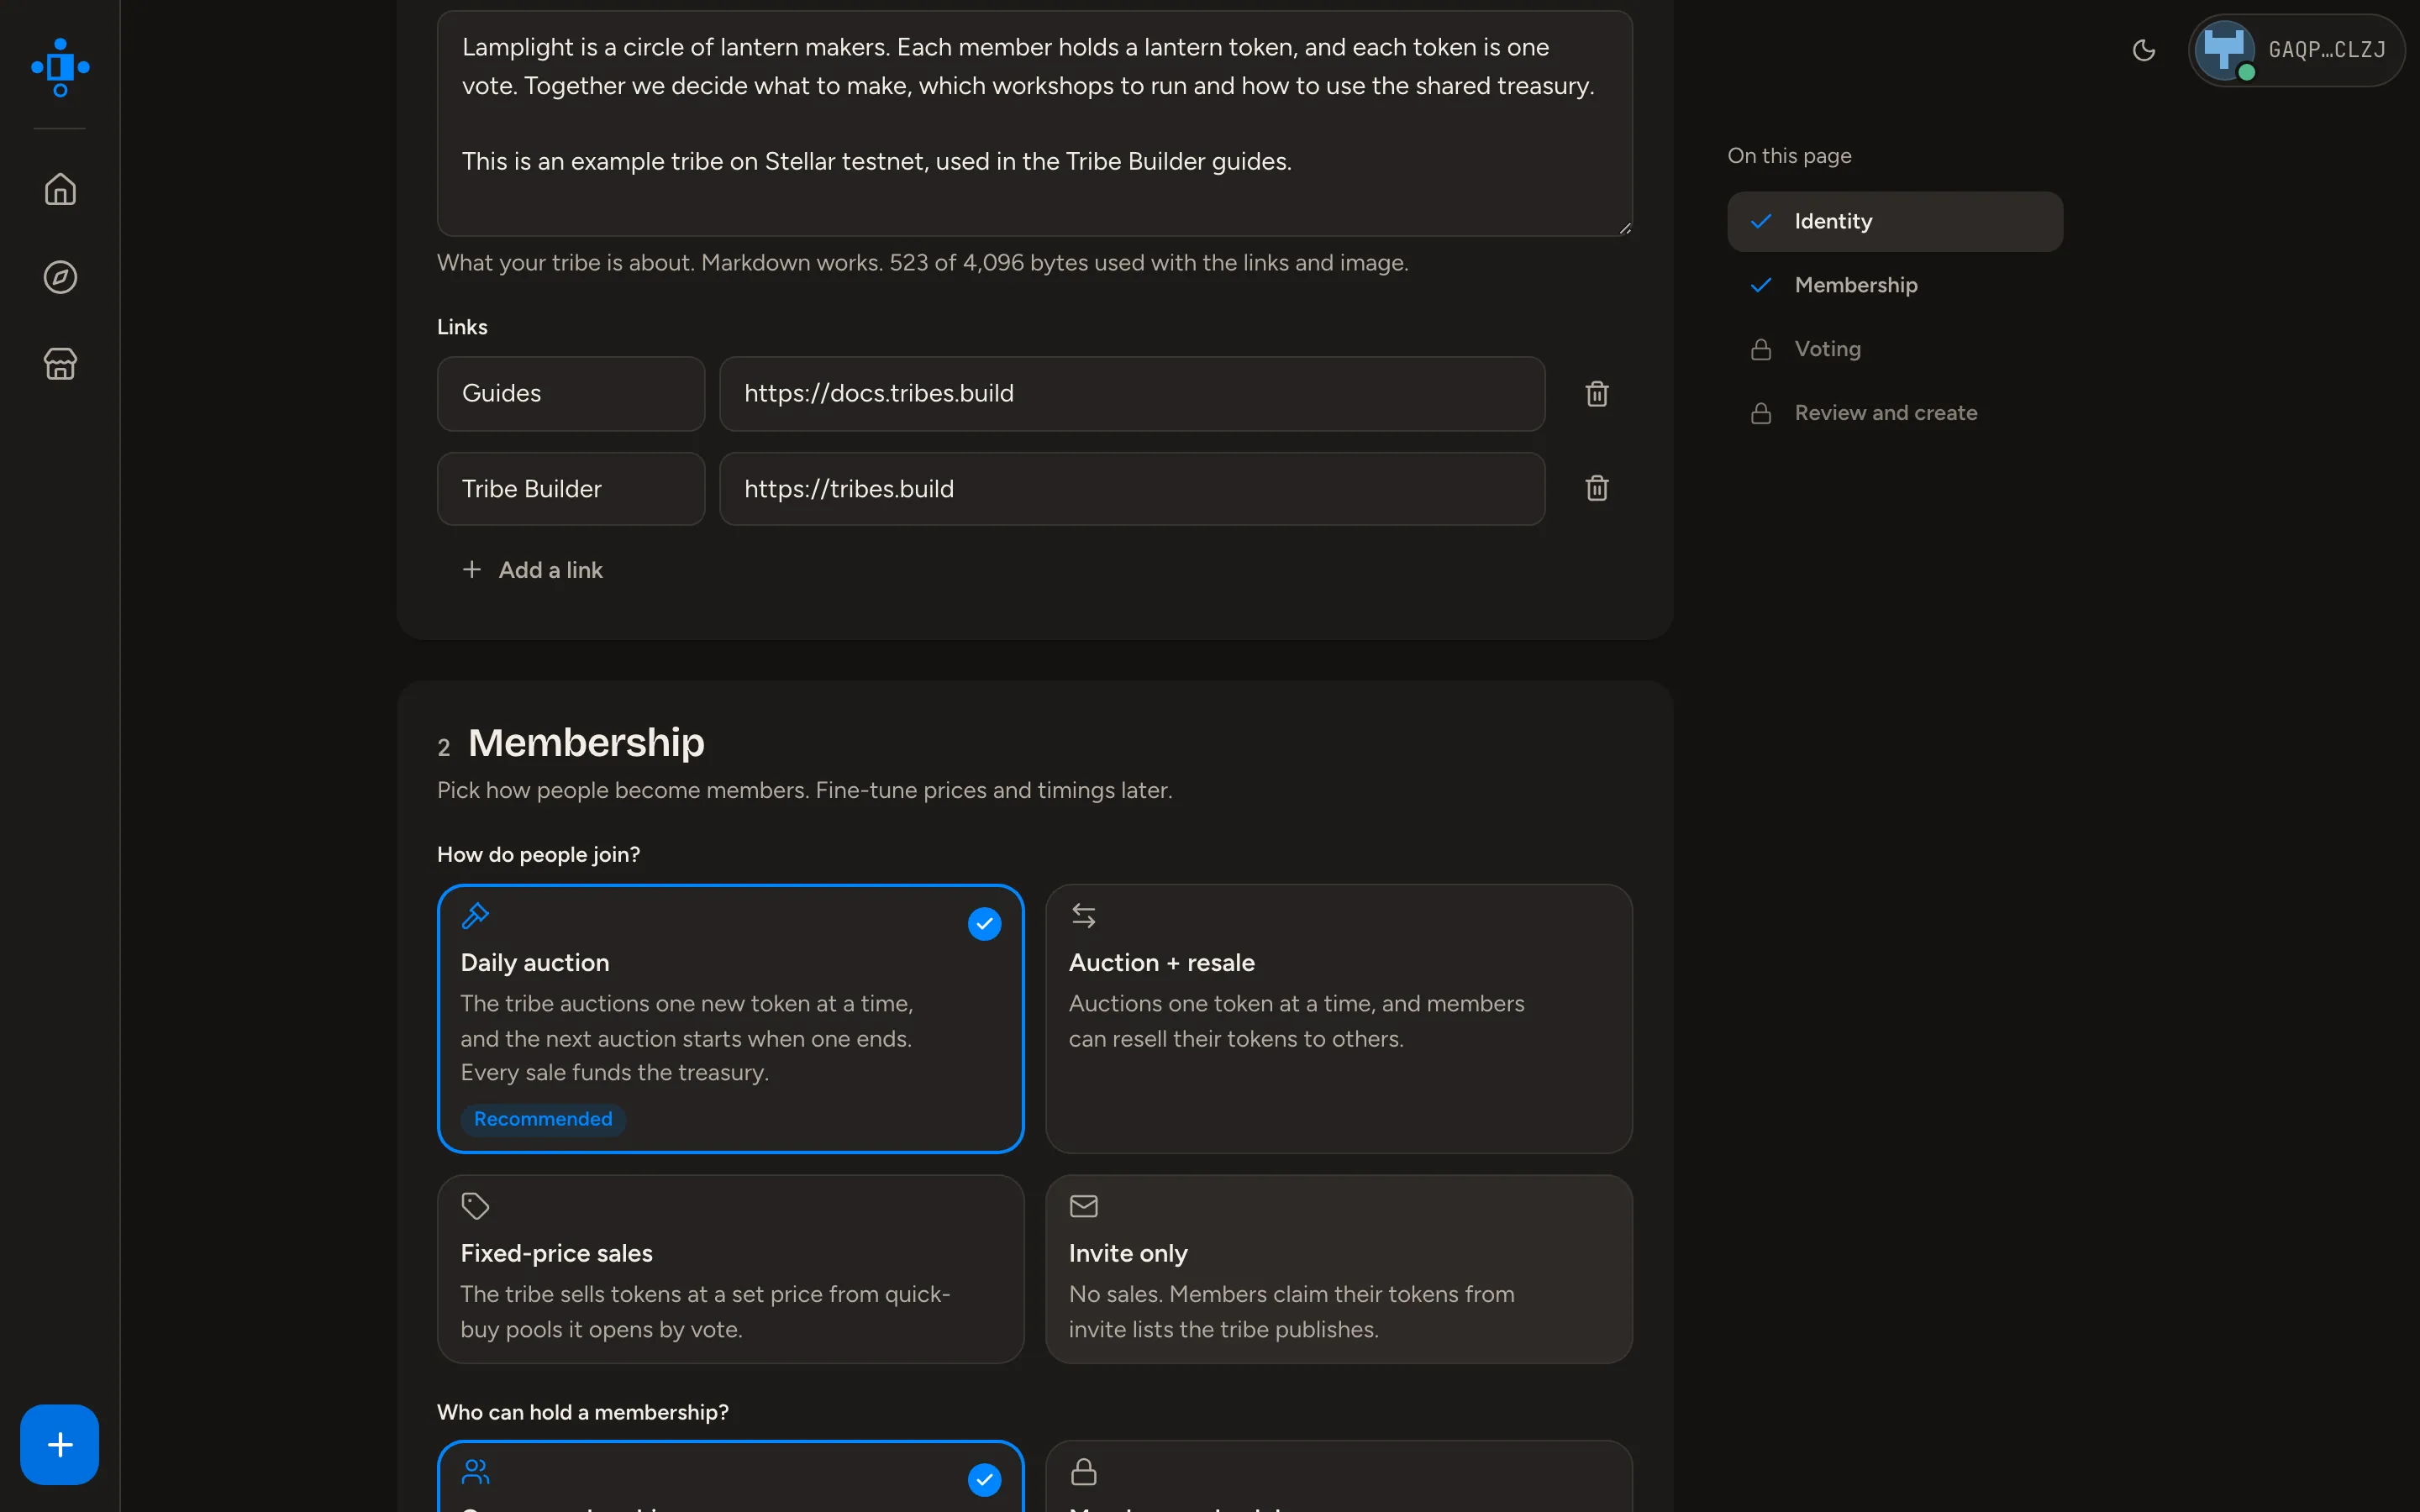 Lamplight is a circle of lantern makers. Each member holds a lantern token, and each token is one
vote. Together we decide what to make, which workshops to run and how to use the shared treasury.
This is an example tribe on Stellar testnet, used in the Tribe Builder guides.
What your tribe is about. Markdown works. 523 of 4,096 bytes used with the links and image.
Links
Guides
https://docs.tribes.build
Tribe Builder
https://tribes.build
Add a link
2 Membership
Pick how people become members. Fine-tune prices and timings later.
How do people join?
Daily auction
The tribe auctions one new token at a time,
and the next auction starts when one ends.
Every sale funds the treasury.
Recommended
Auction + resale
Auctions one token at a time, and members
can resell their tokens to others.
Fixed-price sales
The tribe sells tokens at a set price from quick-
buy pools it opens by vote.
Invite only
No sales. Members claim their tokens from
invite lists the tribe publishes.
Who can hold a membership?
GAQP…CLZJ
On this page
Identity
Membership
Voting
Review and create